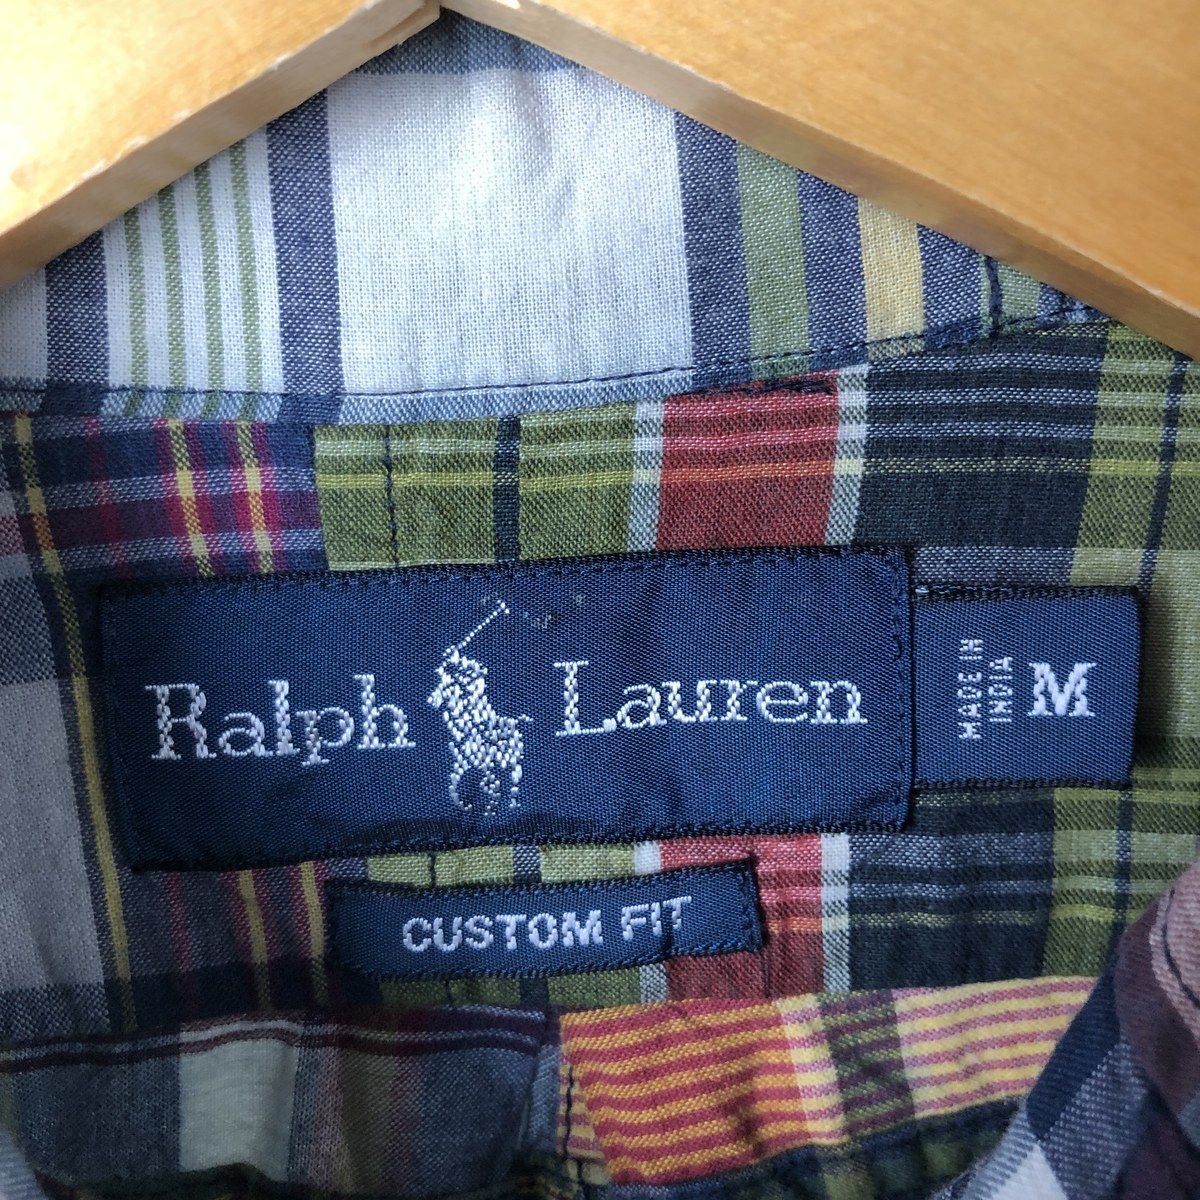 Ralph Lauren
MADE IN
INDIA
M
CUSTOM FIT